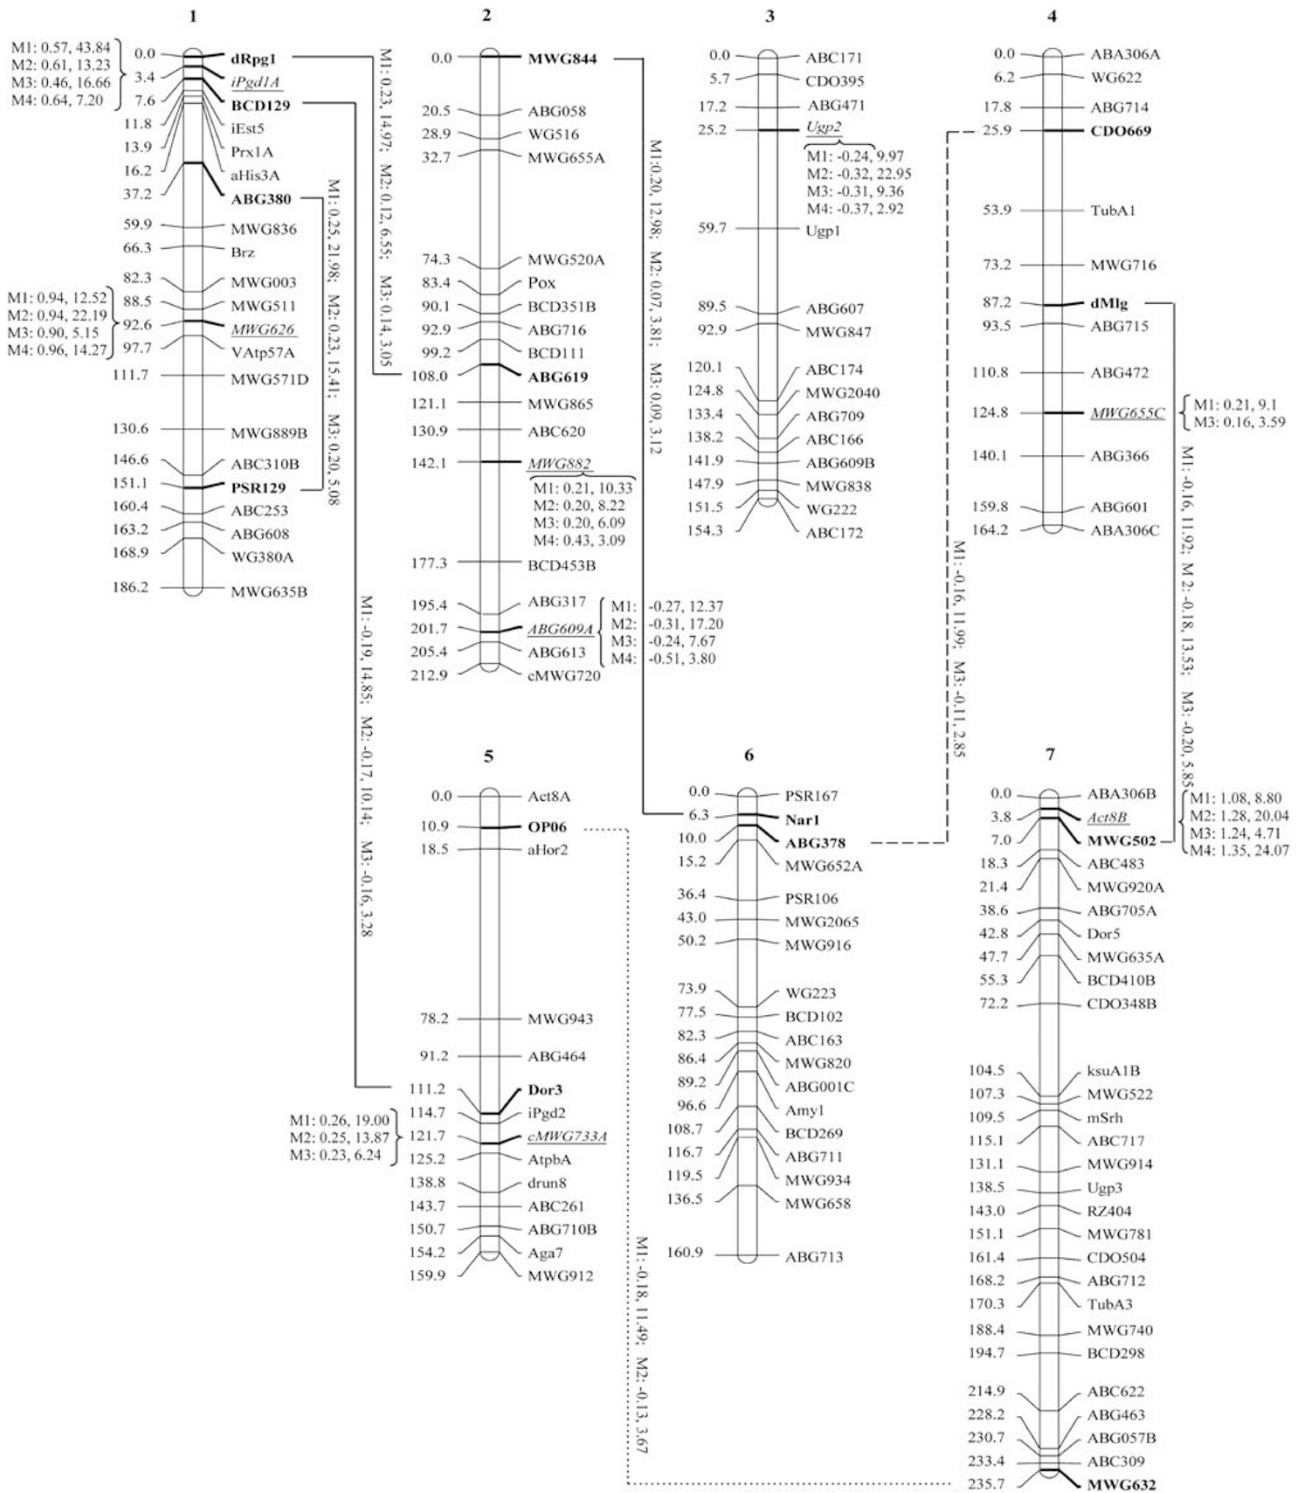 1
M1: 0.57, 43.84
M2: 0.61, 13.23
M3: 0.46, 16.66
M4: 0.64, 7.20
0.0 dRpg1
3.4 iPgd1A
7.6 BCD129
11.8 iEst5
13.9 Prx1A
16.2 aHis3A
37.2 ABG380
59.9 MWG836
66.3 Brz
82.3 MWG003
88.5 MWG511
92.6 MWG626
97.7 VAtp57A
111.7 MWG571D
130.6 MWG889B
146.6 ABC310B
151.1 PSR129
160.4 ABC253
163.2 ABG608
168.9 WG380A
186.2 MWG635B
M1: 0.94, 12.52
M2: 0.94, 22.19
M3: 0.90, 5.15
M4: 0.96, 14.27
M1: 0.25, 21.98; M2: 0.23, 15.41; M3: 0.20, 5.08
M1: 0.23, 14.97; M2: 0.12, 6.55; M3: 0.14, 3.05
M1: -0.19, 14.85; M2: -0.17, 10.14; M3: -0.16, 3.28
2
0.0 MWG844
20.5 ABG058
28.9 WG516
32.7 MWG655A
74.3 MWG520A
83.4 Pox
90.1 BCD351B
92.9 ABG716
99.2 BCD111
108.0 ABG619
121.1 MWG865
130.9 ABC620
142.1 MWG882
M1: 0.21, 10.33
M2: 0.20, 8.22
M3: 0.20, 6.09
M4: 0.43, 3.09
177.3 BCD453B
195.4 ABG317
201.7 ABG609A
205.4 ABG613
212.9 cMWG720
M1: -0.27, 12.37
M2: -0.31, 17.20
M3: -0.24, 7.67
M4: -0.51, 3.80
M1:0.20, 12.98; M2: 0.07, 3.81; M3: 0.09, 3.12
3
0.0 ABC171
5.7 CDO395
17.2 ABG471
25.2 Ugp2
M1: -0.24, 9.97
M2: -0.32, 22.95
M3: -0.31, 9.36
M4: -0.37, 2.92
59.7 Ugp1
89.5 ABG607
92.9 MWG847
120.1 ABC174
124.8 MWG2040
133.4 ABG709
138.2 ABC166
141.9 ABG609B
147.9 MWG838
151.5 WG222
154.3 ABC172
M1: -0.16, 11.99; M3: -0.11, 2.85
4
0.0 ABA306A
6.2 WG622
17.8 ABG714
25.9 CDO669
53.9 TubA1
73.2 MWG716
87.2 dMlg
93.5 ABG715
110.8 ABG472
124.8 MWG655C
140.1 ABG366
159.8 ABG601
164.2 ABA306C
M1: 0.21, 9.1
M3: 0.16, 3.59
M1: -0.16, 11.92; M 2: -0.18, 13.53; M3: -0.20, 5.85
5
0.0 Act8A
10.9 OP06
18.5 aHor2
78.2 MWG943
91.2 ABG464
111.2 Dor3
114.7 iPgd2
121.7 cMWG733A
125.2 AtpbA
138.8 drun8
143.7 ABC261
150.7 ABG710B
154.2 Aga7
159.9 MWG912
M1: 0.26, 19.00
M2: 0.25, 13.87
M3: 0.23, 6.24
M1: -0.18, 11.49; M2: -0.13, 3.67
6
0.0 PSR167
6.3 Nar1
10.0 ABG378
15.2 MWG652A
36.4 PSR106
43.0 MWG2065
50.2 MWG916
73.9 WG223
77.5 BCD102
82.3 ABC163
86.4 MWG820
89.2 ABG001C
96.6 Amy1
108.7 BCD269
116.7 ABG711
119.5 MWG934
136.5 MWG658
160.9 ABG713
7
0.0 ABA306B
3.8 Act8B
7.0 MWG502
18.3 ABC483
21.4 MWG920A
38.6 ABG705A
42.8 Dor5
47.7 MWG635A
55.3 BCD410B
72.2 CDO348B
104.5 ksuA1B
107.3 MWG522
109.5 mSrh
115.1 ABC717
131.1 MWG914
138.5 Ugp3
143.0 RZ404
151.1 MWG781
161.4 CDO504
168.2 ABG712
170.3 TubA3
188.4 MWG740
194.7 BCD298
214.9 ABC622
228.2 ABG463
230.7 ABG057B
233.4 ABC309
235.7 MWG632
M1: 1.08, 8.80
M2: 1.28, 20.04
M3: 1.24, 4.71
M4: 1.35, 24.07